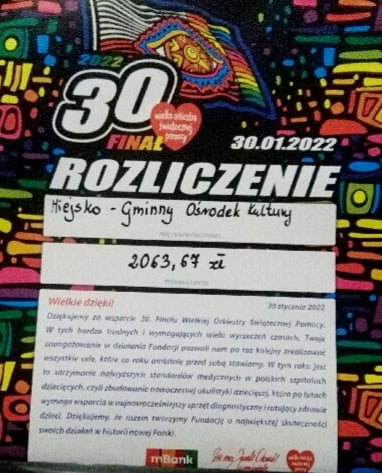 2022
30
FINAŁ
wielka orkiestra
świątecznej
pomocy
30.01.2022
ROZLICZENIE
Miejsko - Gminny Ośrodek Kultury
2063,67 zł
Wielkie dzięki!
30 stycznia 2022
Dziękujemy za wsparcie 30. Finału Wielkiej Orkiestry Świątecznej Pomocy.
W tych bardzo trudnych i wymagających wielu wyrzeczeń czasach, Twoje
zaangażowanie w działania Fundacji pozwoli nam po raz kolejny zrealizować
wszystkie cele, które co roku ambitnie przed sobą stawiamy. W tym roku jest
to utrzymanie najwyższych standardów medycznych w polskich szpitalach
dziecięcych, czyli zbudowanie nowoczesnej okulistyki dziecięcej, która po latach
wymaga wsparcia w najnowocześniejszy sprzęt diagnostyczny i ratujący zdrowie
dzieci. Dziękujemy, że razem tworzymy Fundację o największej skuteczności
swoich działań w historii nowej Polski.
mBank